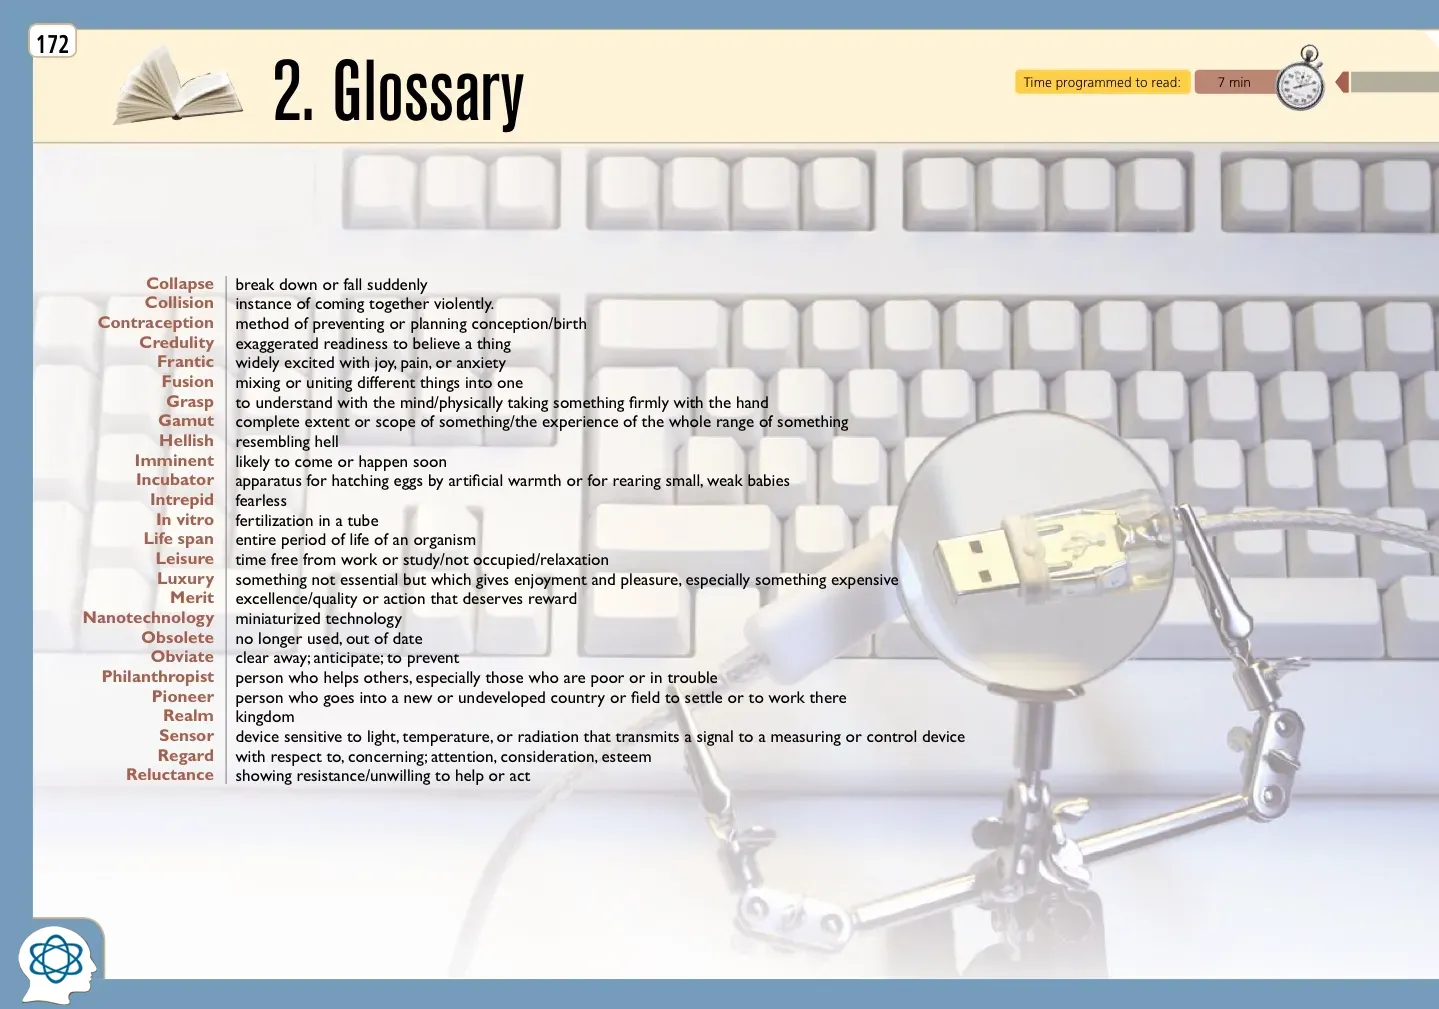 172
2. Glossary
Time programmed to read: 7 min
Collapse break down or fall suddenly
Collision instance of coming together violently.
Contraception method of preventing or planning conception/birth
Credulity exaggerated readiness to believe a thing
Frantic widely excited with joy, pain, or anxiety
Fusion mixing or uniting different things into one
Grasp to understand with the mind/physically taking something firmly with the hand
Gamut complete extent or scope of something/the experience of the whole range of something
Hellish resembling hell
Imminent likely to come or happen soon
Incubator apparatus for hatching eggs by artificial warmth or for rearing small, weak babies
Intrepid fearless
In vitro fertilization in a tube
Life span entire period of life of an organism
Leisure time free from work or study/not occupied/relaxation
Luxury something not essential but which gives enjoyment and pleasure, especially something expensive
Merit excellence/quality or action that deserves reward
Nanotechnology miniaturized technology
Obsolete no longer used, out of date
Obviate clear away; anticipate; to prevent
Philanthropist person who helps others, especially those who are poor or in trouble
Pioneer person who goes into a new or undeveloped country or field to settle or to work there
Realm kingdom
Sensor device sensitive to light, temperature, or radiation that transmits a signal to a measuring or control device
Regard with respect to, concerning; attention, consideration, esteem
Reluctance showing resistance/unwilling to help or act